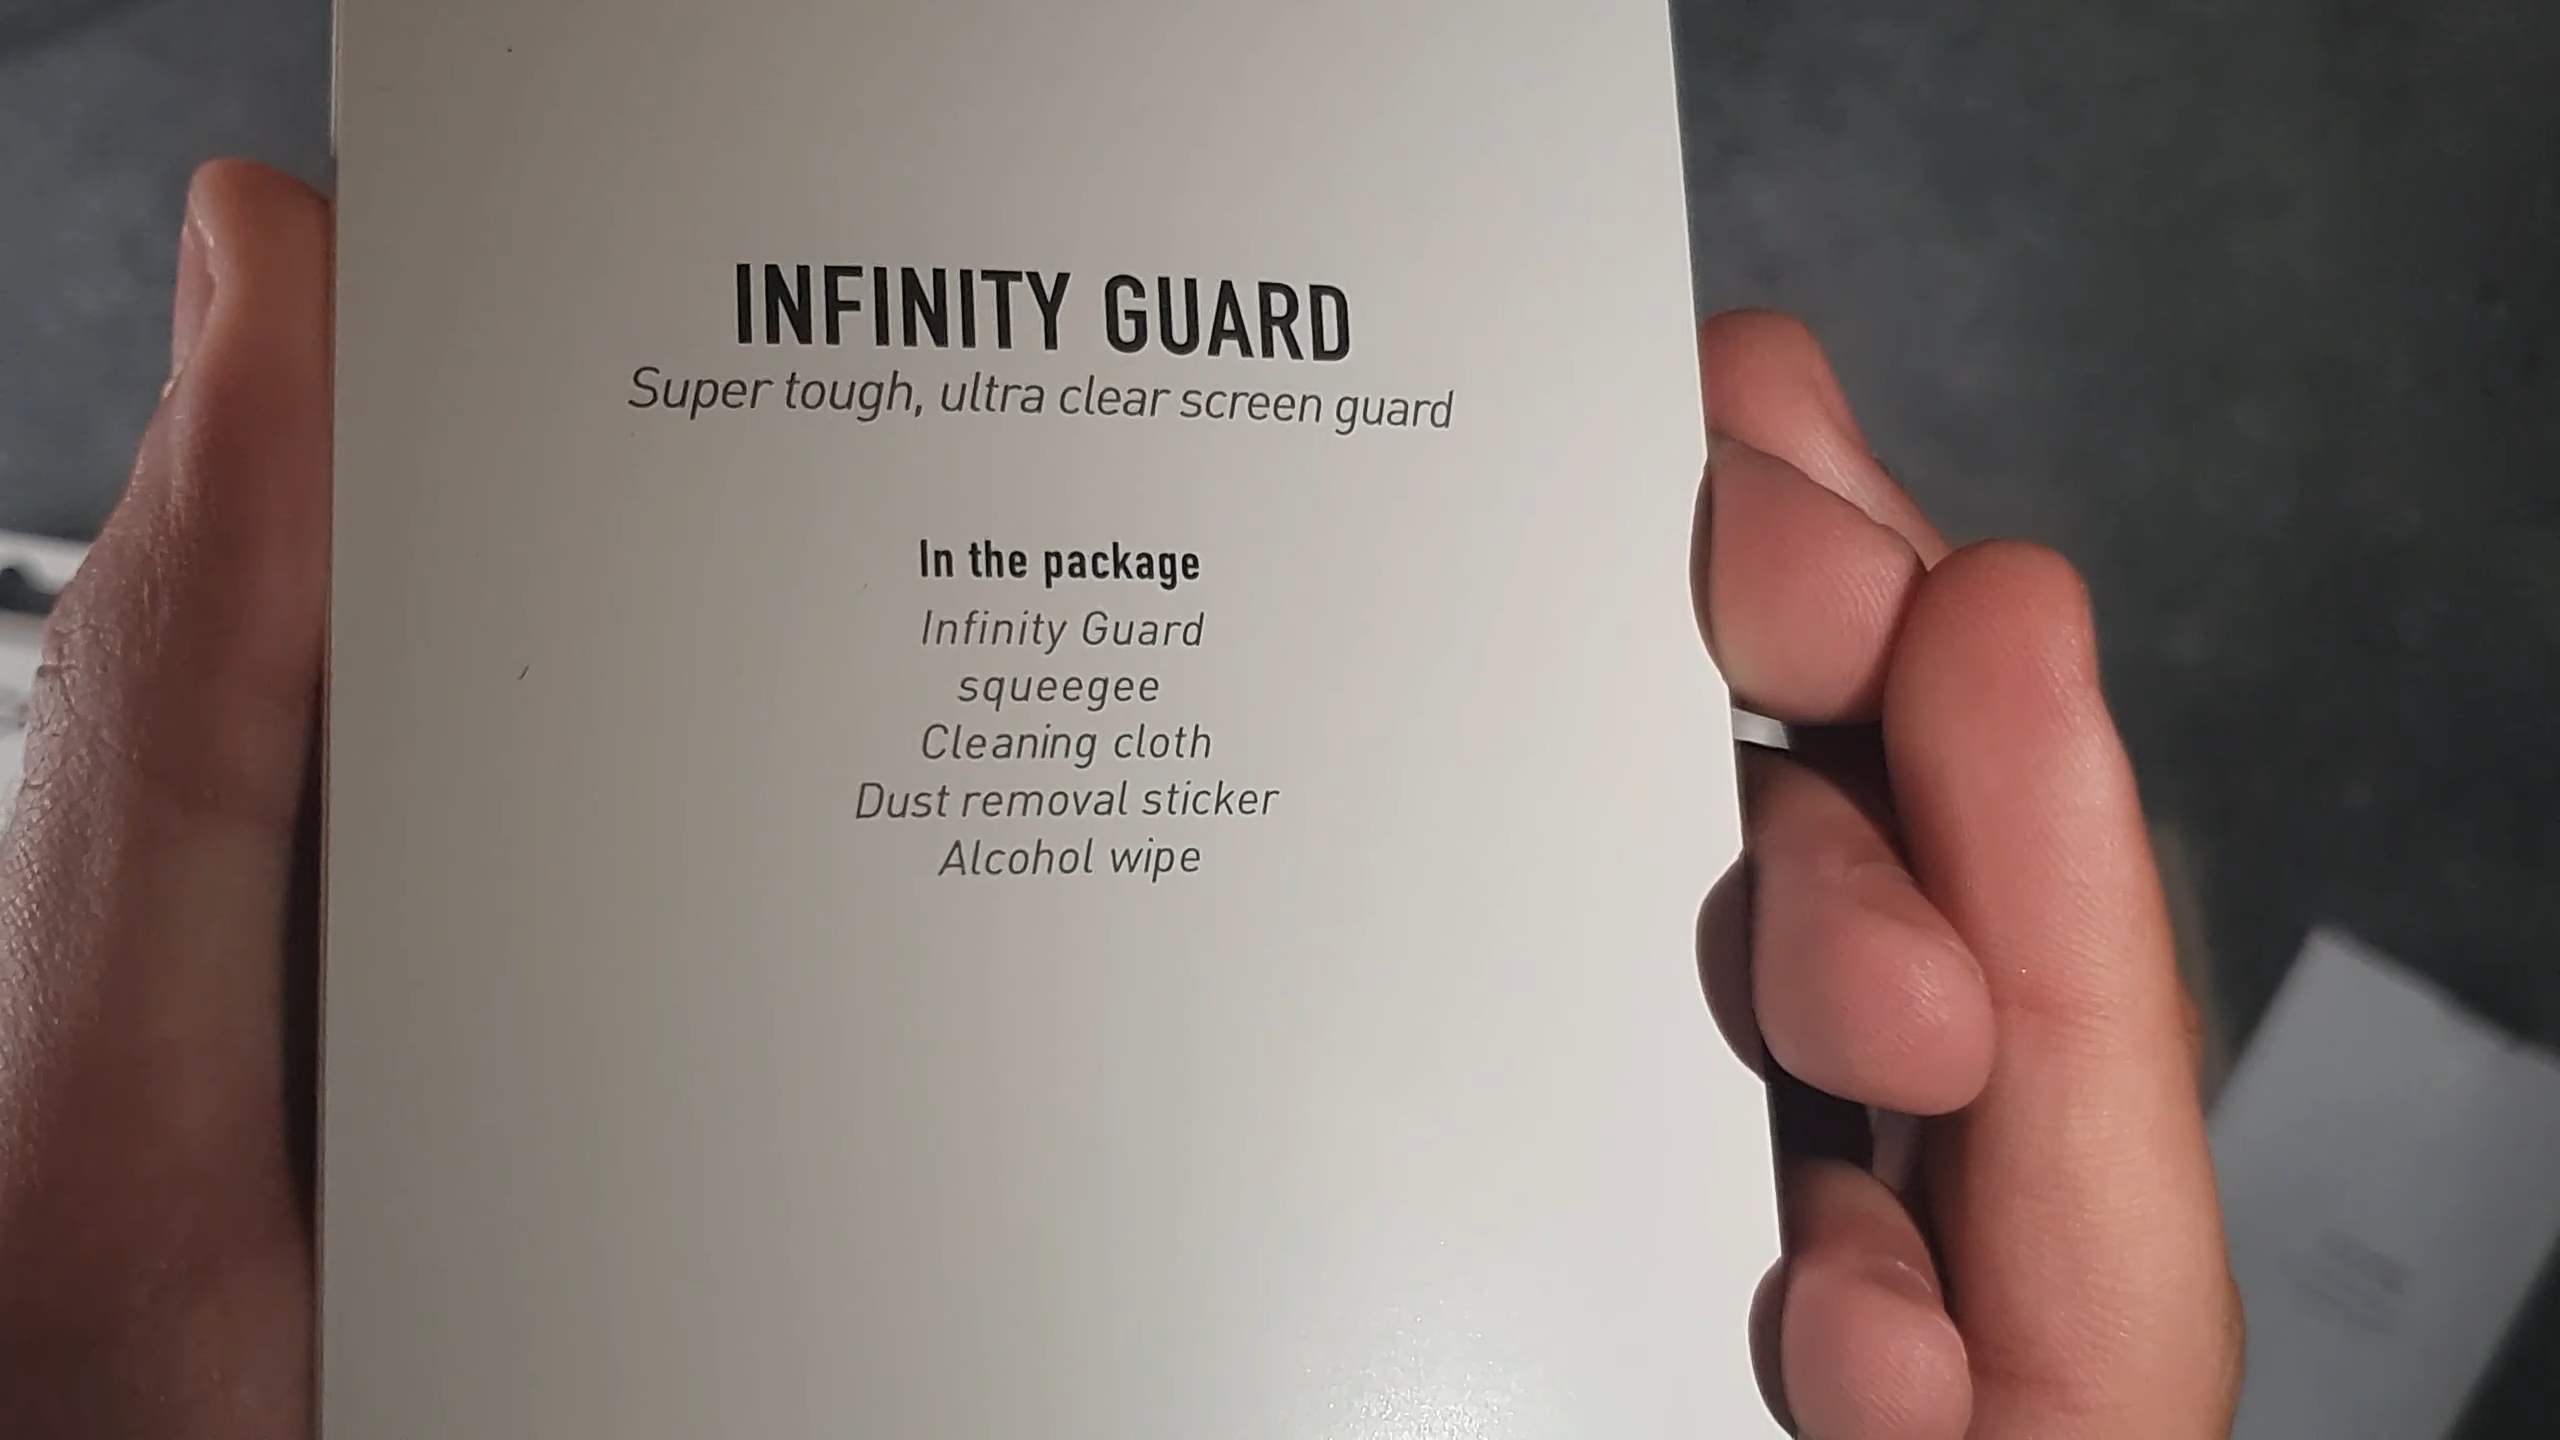 INFINITY GUARD
Super tough, ultra clear screen guard
In the package
Infinity Guard
squeegee
Cleaning cloth
Dust removal sticker
Alcohol wipe